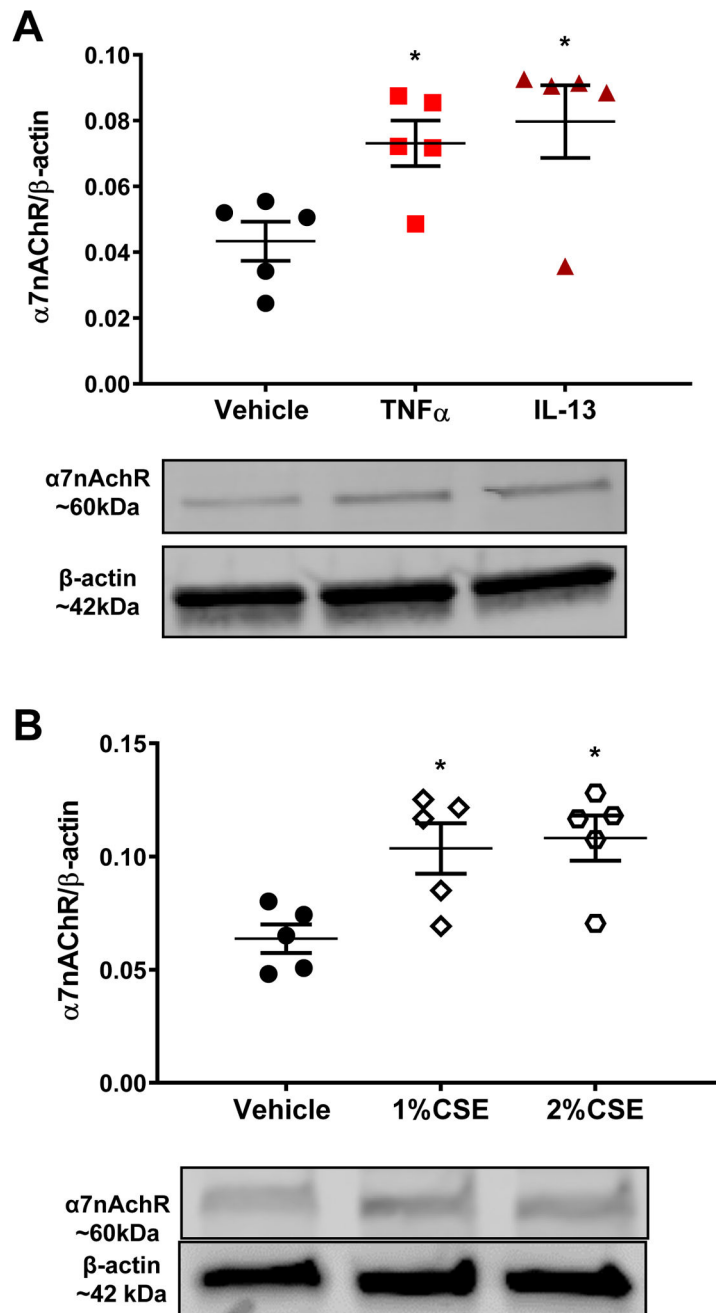 A
α7nAChR/β-actin
0.10
0.08
0.06
0.04
0.02
0.00
*
*
Vehicle
TNFα
IL-13
α7nAchR
~60kDa
β-actin
~42kDa
B
α7nAChR/β-actin
0.15
0.10
0.05
0.00
*
*
Vehicle
1%CSE
2%CSE
α7nAchR
~60kDa
β-actin
~42 kDa